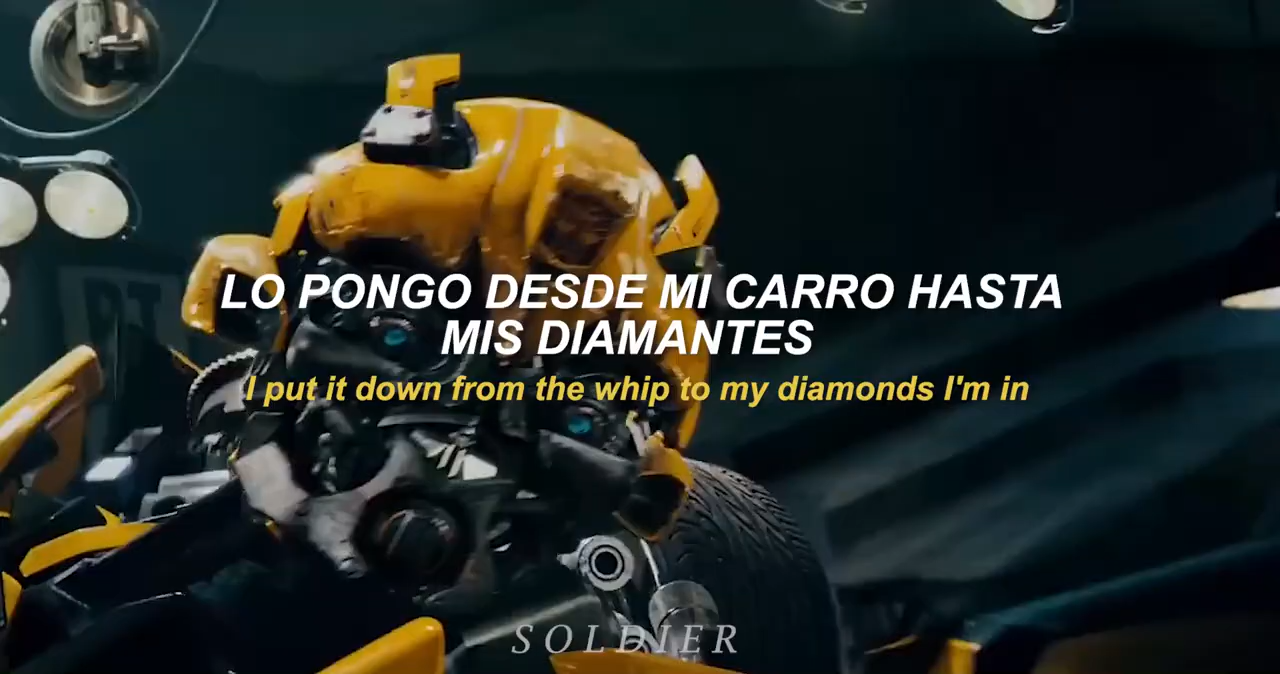 LO PONGO DESDE MI CARRO HASTA
MIS DIAMANTES
I put it down from the whip to my diamonds I'm in
SOLDIER